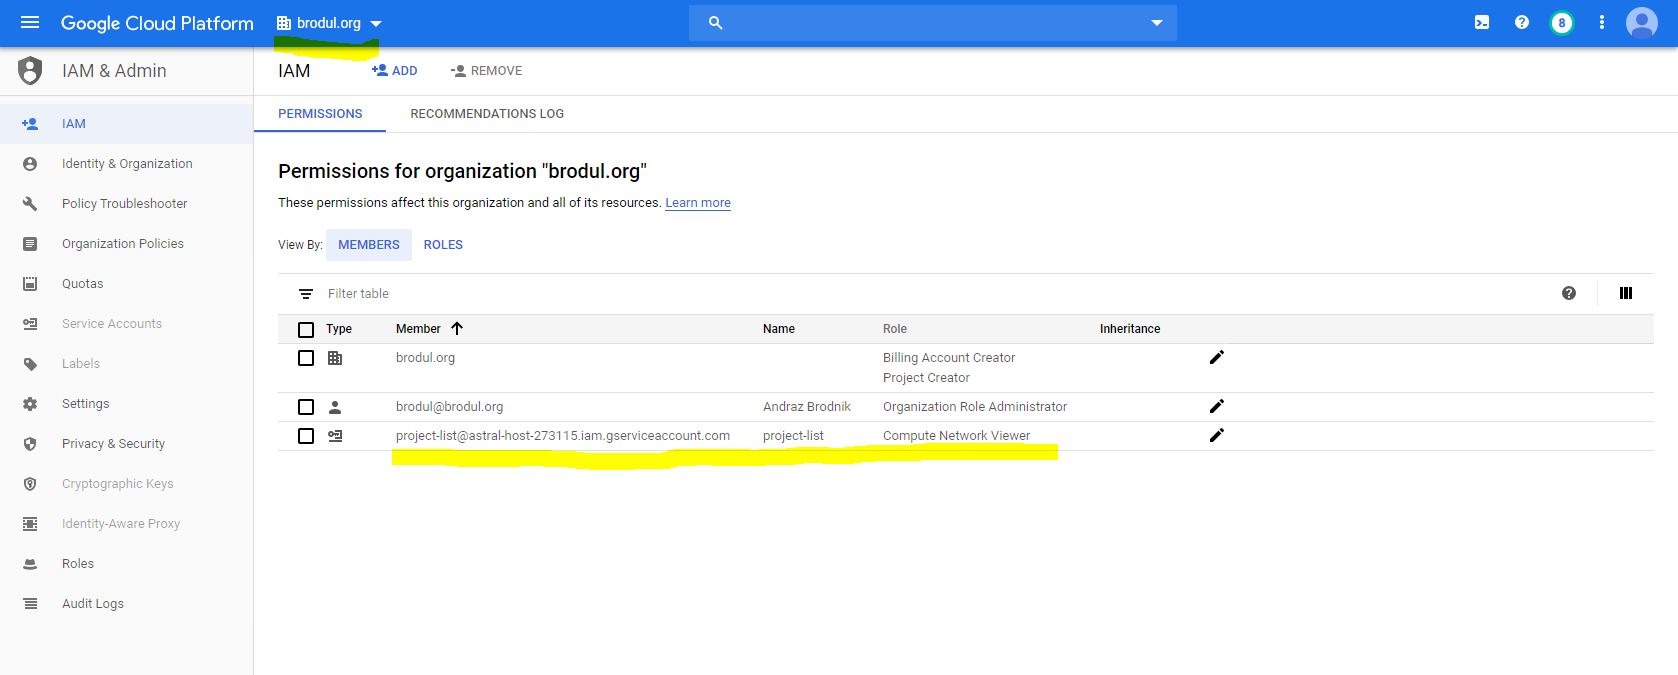 Google Cloud Platform brodul.org 8
IAM & Admin
IAM
Identity & Organization
Policy Troubleshooter
Organization Policies
Quotas
Service Accounts
Labels
Settings
Privacy & Security
Cryptographic Keys
Identity-Aware Proxy
Roles
Audit Logs
IAM ADD REMOVE
PERMISSIONS RECOMMENDATIONS LOG
Permissions for organization "brodul.org"
These permissions affect this organization and all of its resources. Learn more
View By: MEMBERS ROLES
Filter table
Type Member Name Role Inheritance
brodul.org Billing Account Creator
Project Creator
brodul@brodul.org Andraz Brodnik Organization Role Administrator
project-list@astral-host-273115.iam.gserviceaccount.com project-list Compute Network Viewer